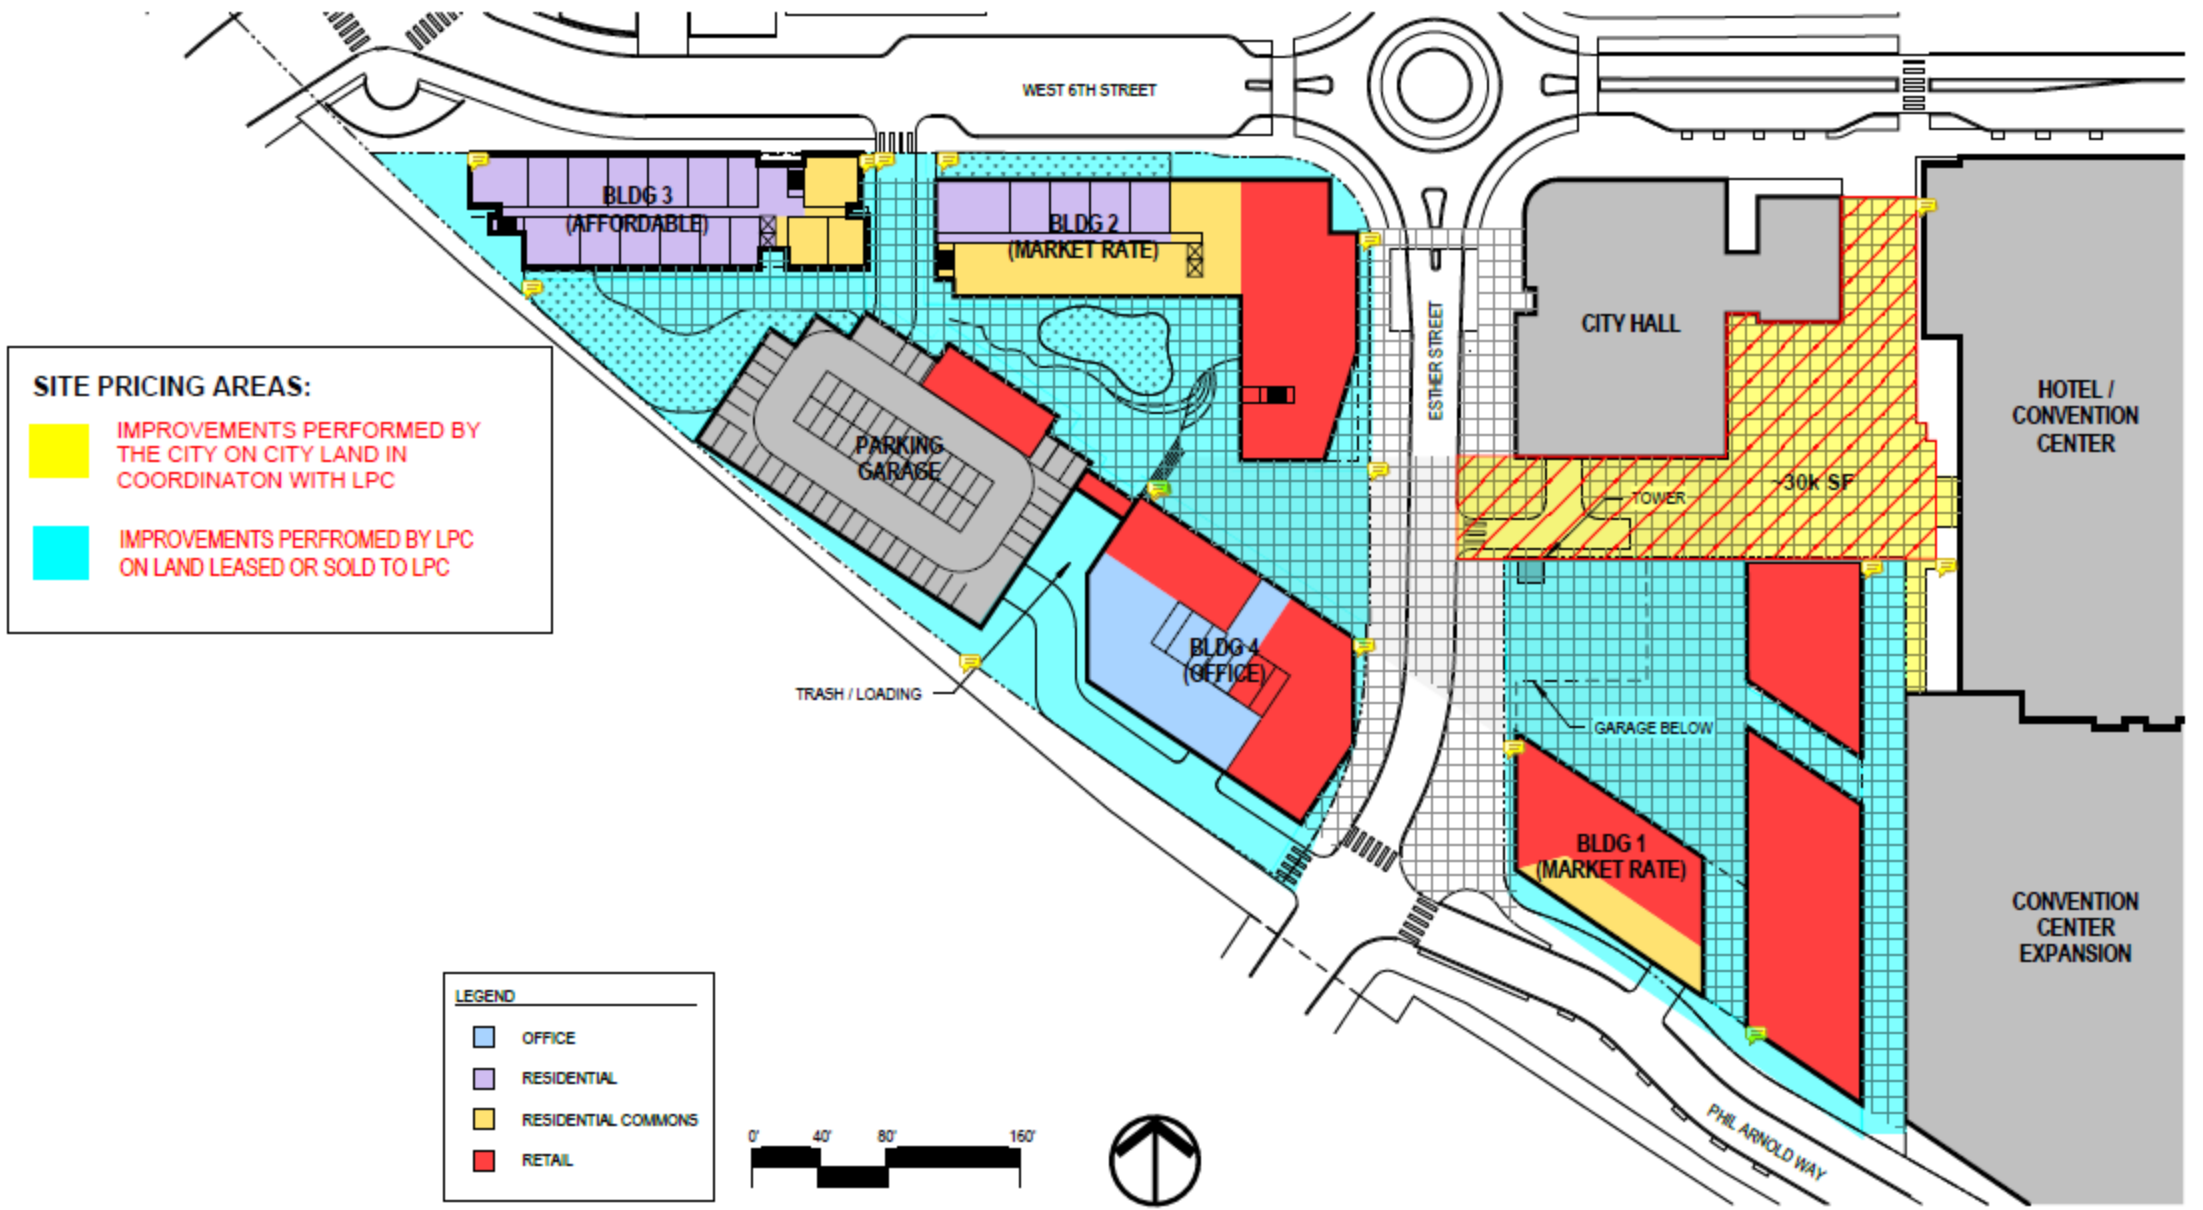 WEST 6TH STREET
BLDG 3
(AFFORDABLE)
BLDG 2
(MARKET RATE)
CITY HALL
ESTHER STREET
HOTEL /
CONVENTION
CENTER
SITE PRICING AREAS:
IMPROVEMENTS PERFORMED BY
THE CITY ON CITY LAND IN
COORDINATON WITH LPC
IMPROVEMENTS PERFROMED BY LPC
ON LAND LEASED OR SOLD TO LPC
PARKING
GARAGE
~30k SF
TOWER
BLDG 4
(OFFICE)
TRASH / LOADING
GARAGE BELOW
BLDG 1
(MARKET RATE)
CONVENTION
CENTER
EXPANSION
LEGEND
OFFICE
RESIDENTIAL
RESIDENTIAL COMMONS
RETAIL
0' 40' 80' 160'
PHIL ARNOLD WAY